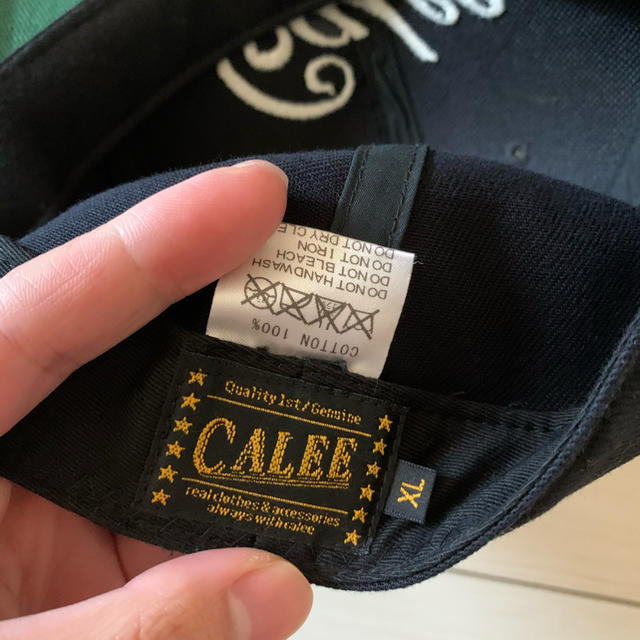 DO NOT HANDWASH
DO NOT BLEACH
DO NOT IRON
DO NOT DRY CLE
COTTON 100%
Quality 1st/Genuine
CALEE
real clothes & accessories
always with calee
XL